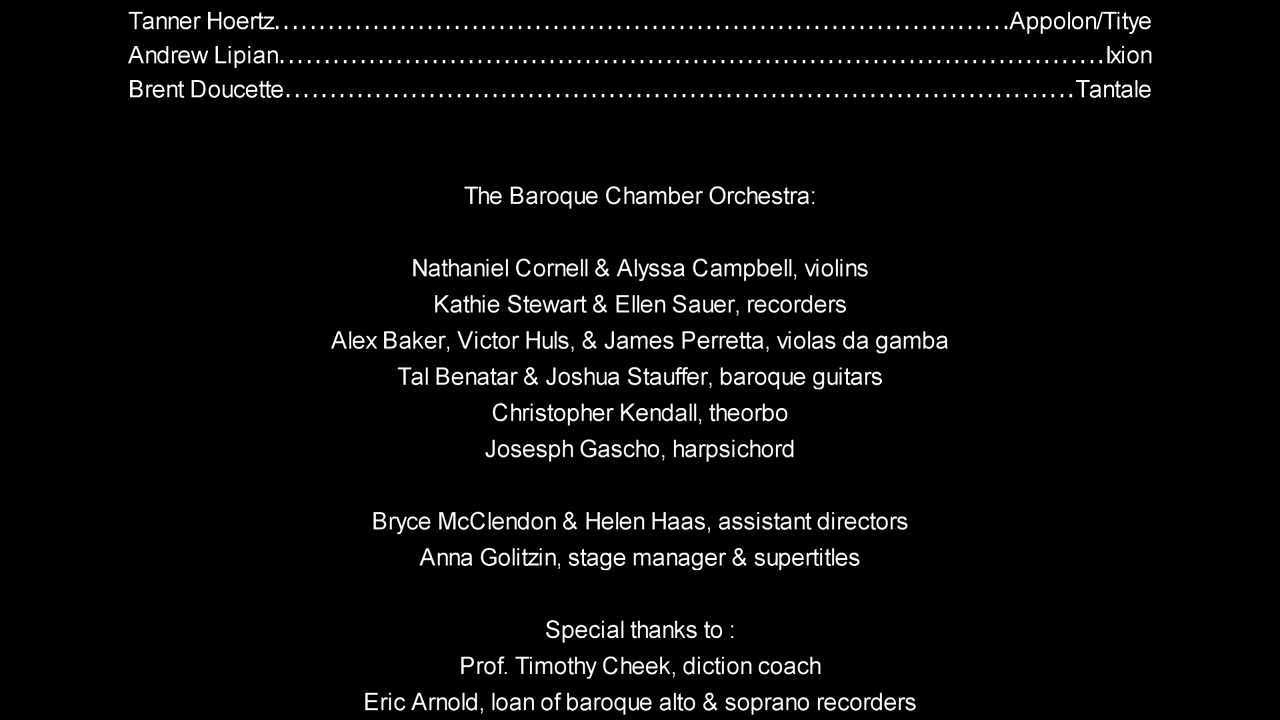 Tanner Hoertz……………………………………………………………………………………….Appolon/Titye
Andrew Lipian…………………………………………………………………………………………………Ixion
Brent Doucette…………………………………………………………………………………………….Tantale
The Baroque Chamber Orchestra:
Nathaniel Cornell & Alyssa Campbell, violins
Kathie Stewart & Ellen Sauer, recorders
Alex Baker, Victor Huls, & James Perretta, violas da gamba
Tal Benatar & Joshua Stauffer, baroque guitars
Christopher Kendall, theorbo
Josesph Gascho, harpsichord
Bryce McClendon & Helen Haas, assistant directors
Anna Golitzin, stage manager & supertitles
Special thanks to :
Prof. Timothy Cheek, diction coach
Eric Arnold, loan of baroque alto & soprano recorders